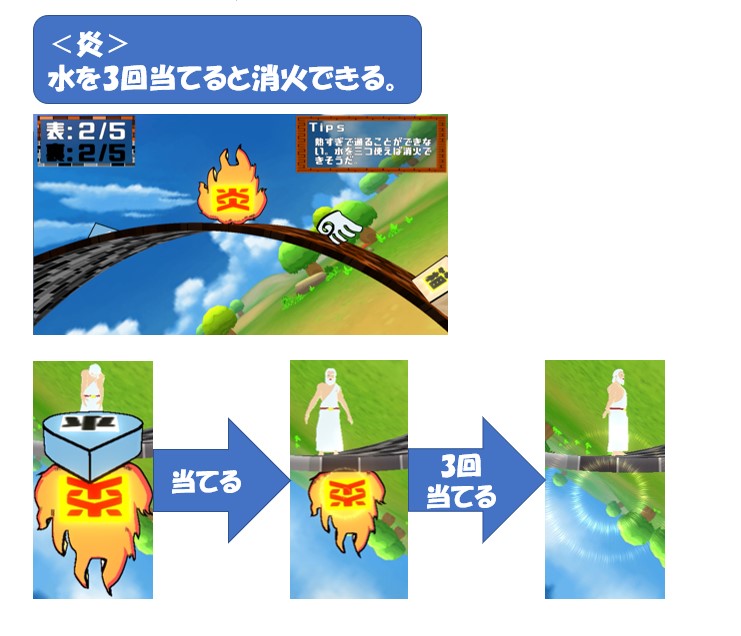 ＜炎＞
水を3回当てると消火できる。
表:2/5
裏:2/5
Tips
熱すぎて通ることができな
い。水を三つ使えば消火で
きそうだ
炎
水
炎
炎
当てる
3回
当てる